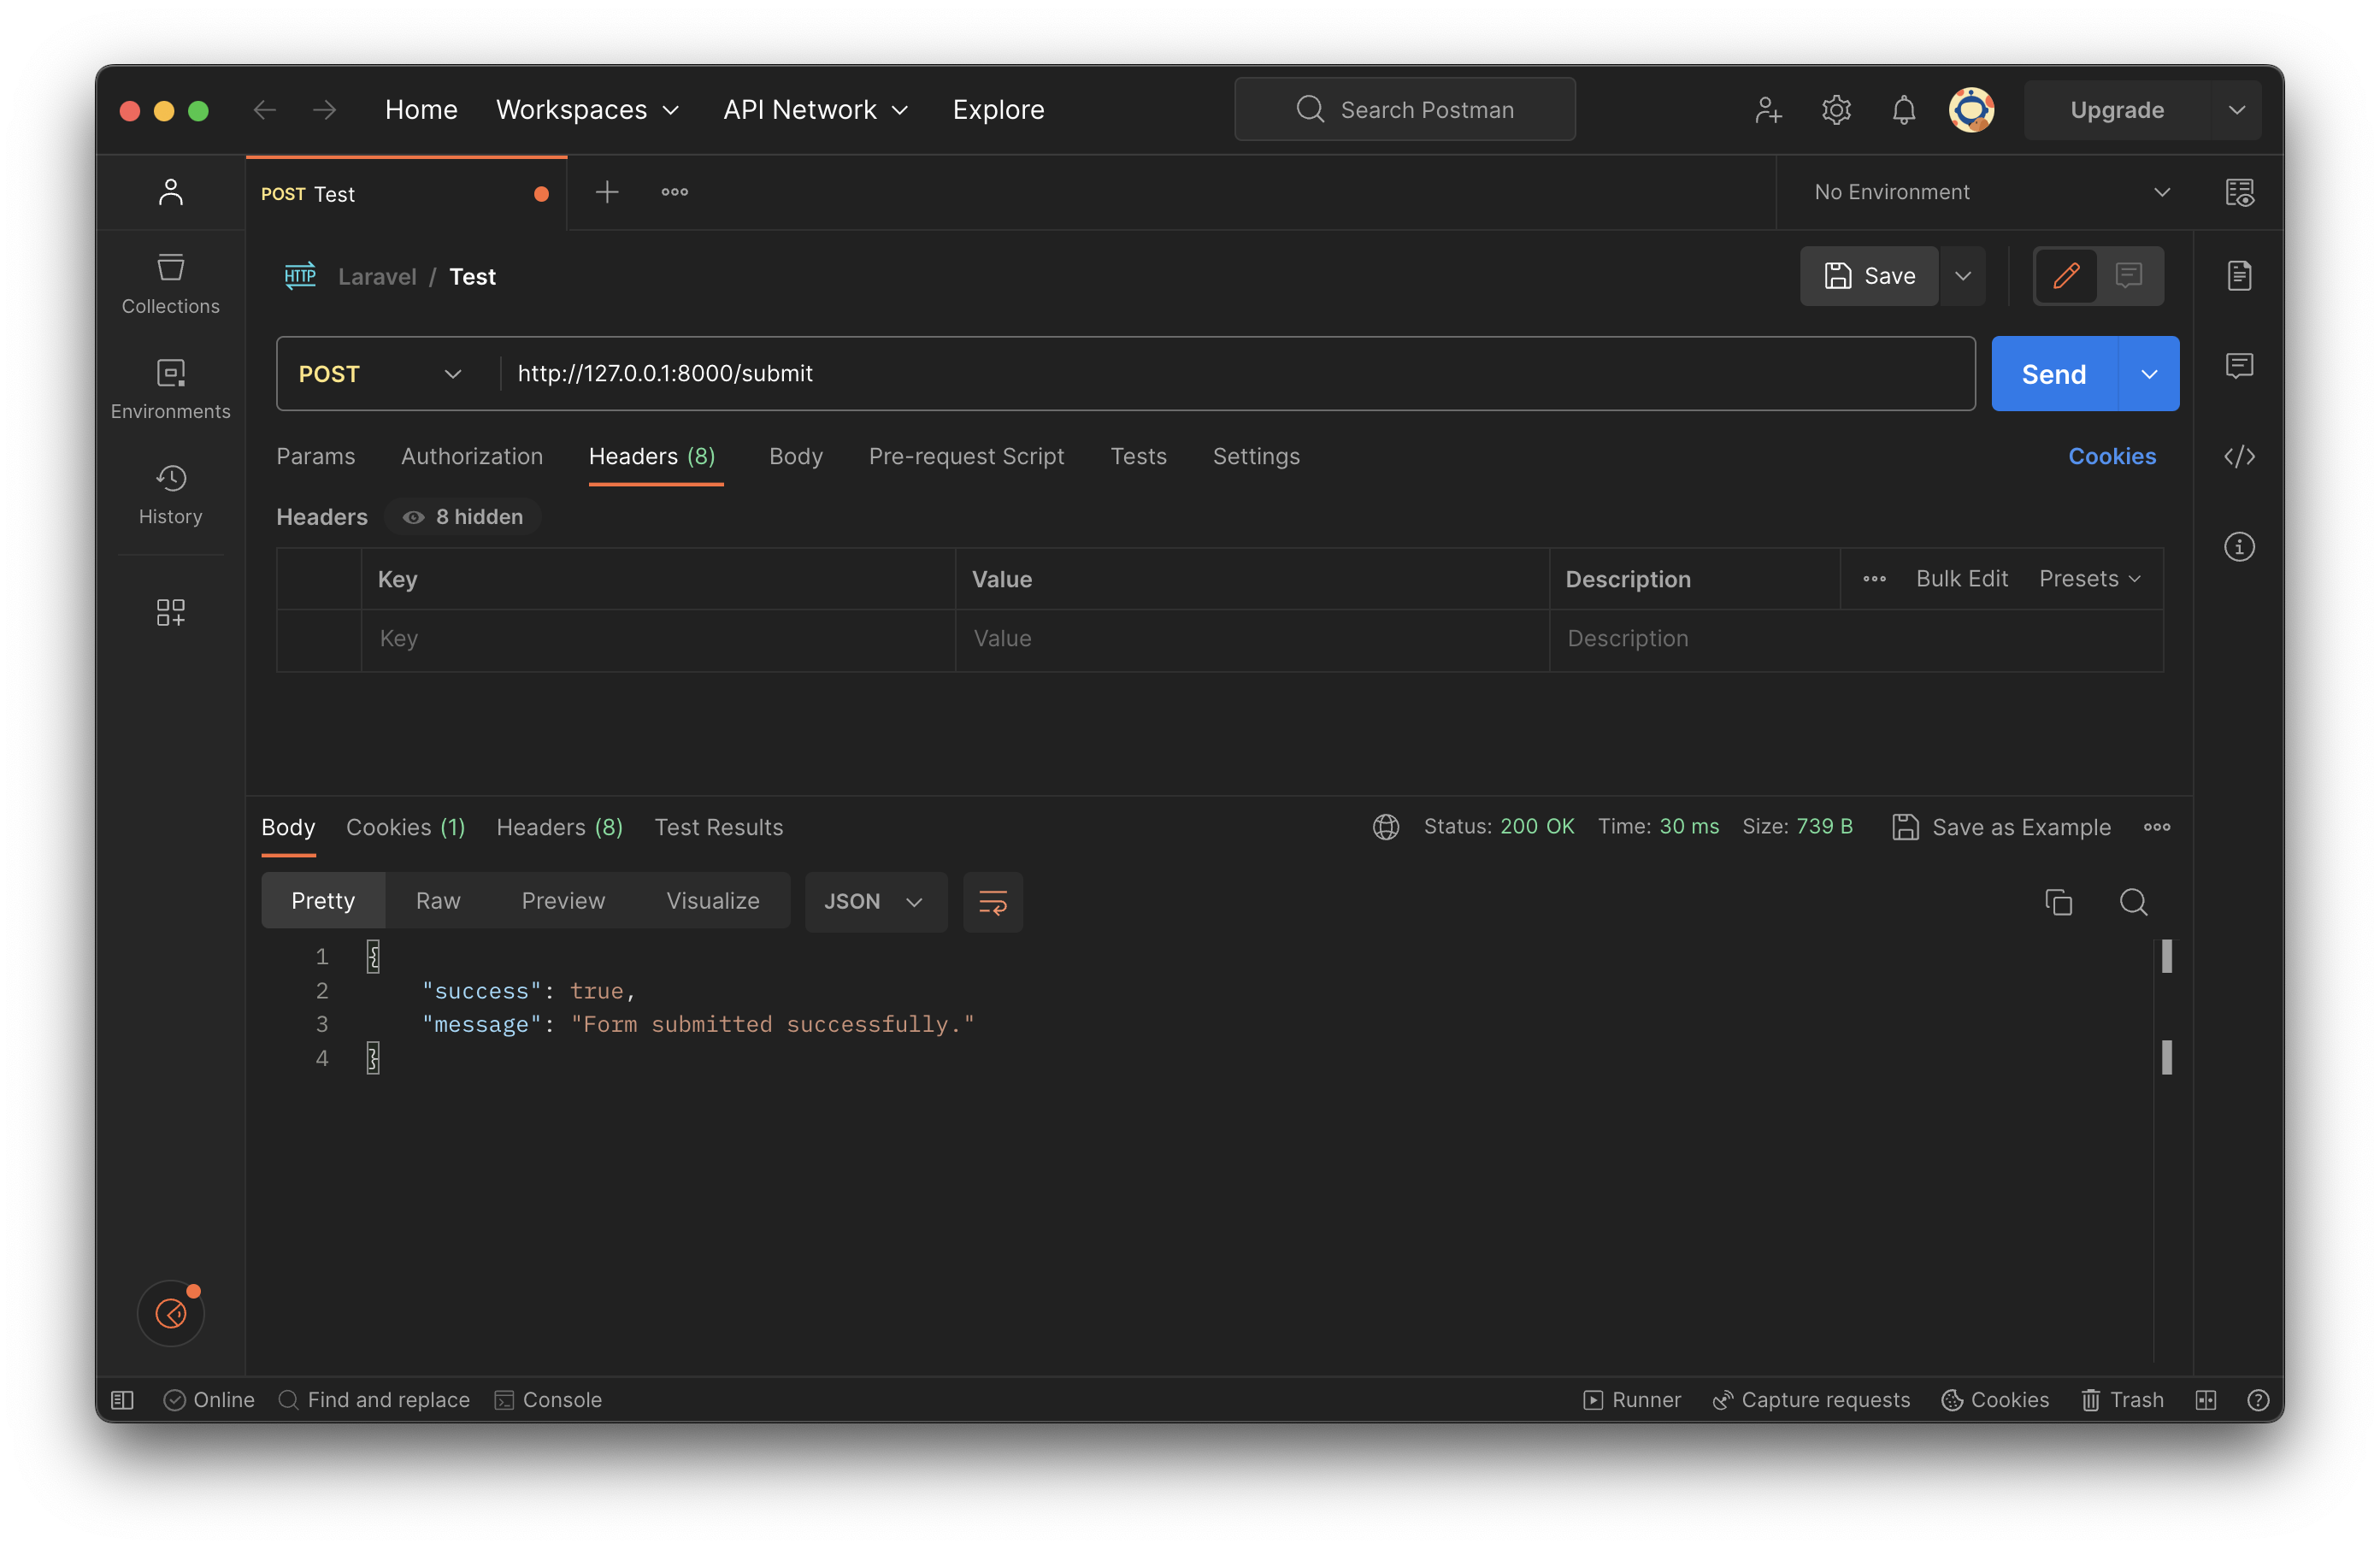 Home Workspaces API Network Explore Search Postman Upgrade
POST Test No Environment
HTTP Laravel / Test Save
Collections
POST http://127.0.0.1:8000/submit Send
Environments
Params Authorization Headers (8) Body Pre-request Script Tests Settings Cookies
History
Headers 8 hidden
Key Value Description Bulk Edit Presets
Key Value Description
Body Cookies (1) Headers (8) Test Results Status: 200 OK Time: 30 ms Size: 739 B Save as Example
Pretty Raw Preview Visualize JSON
1 {
2 "success": true,
3 "message": "Form submitted successfully."
4 }
Online Find and replace Console Runner Capture requests Cookies Trash